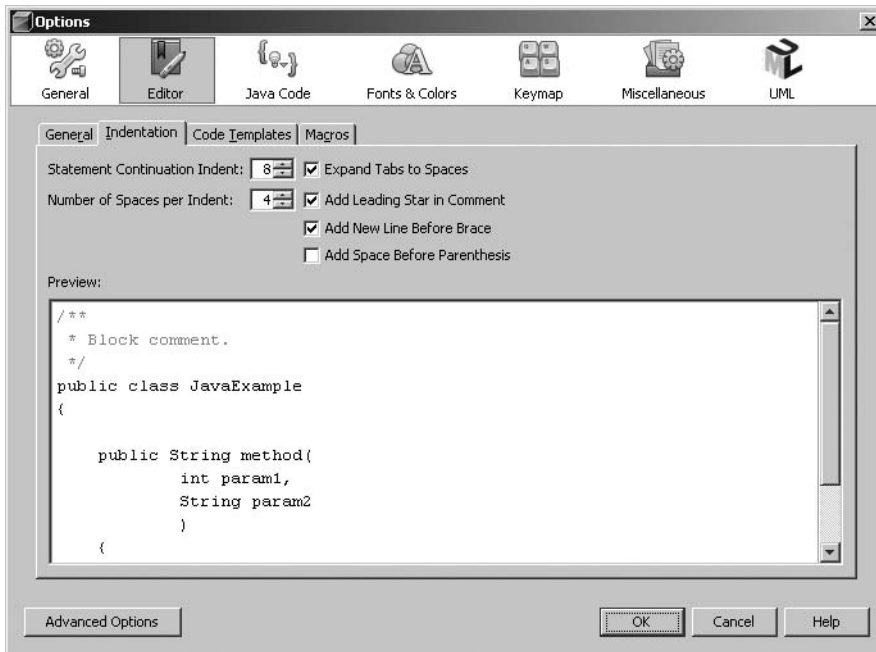 Options
General Editor Java Code Fonts & Colors Keymap Miscellaneous UML
General Indentation Code Templates Macros
Statement Continuation Indent: 8 Expand Tabs to Spaces
Number of Spaces per Indent: 4 Add Leading Star in Comment
Add New Line Before Brace
Add Space Before Parenthesis
Preview:
/**
 * Block comment.
 */
public class JavaExample
{
    public String method(
            int param1,
            String param2
            )
    {
Advanced Options OK Cancel Help